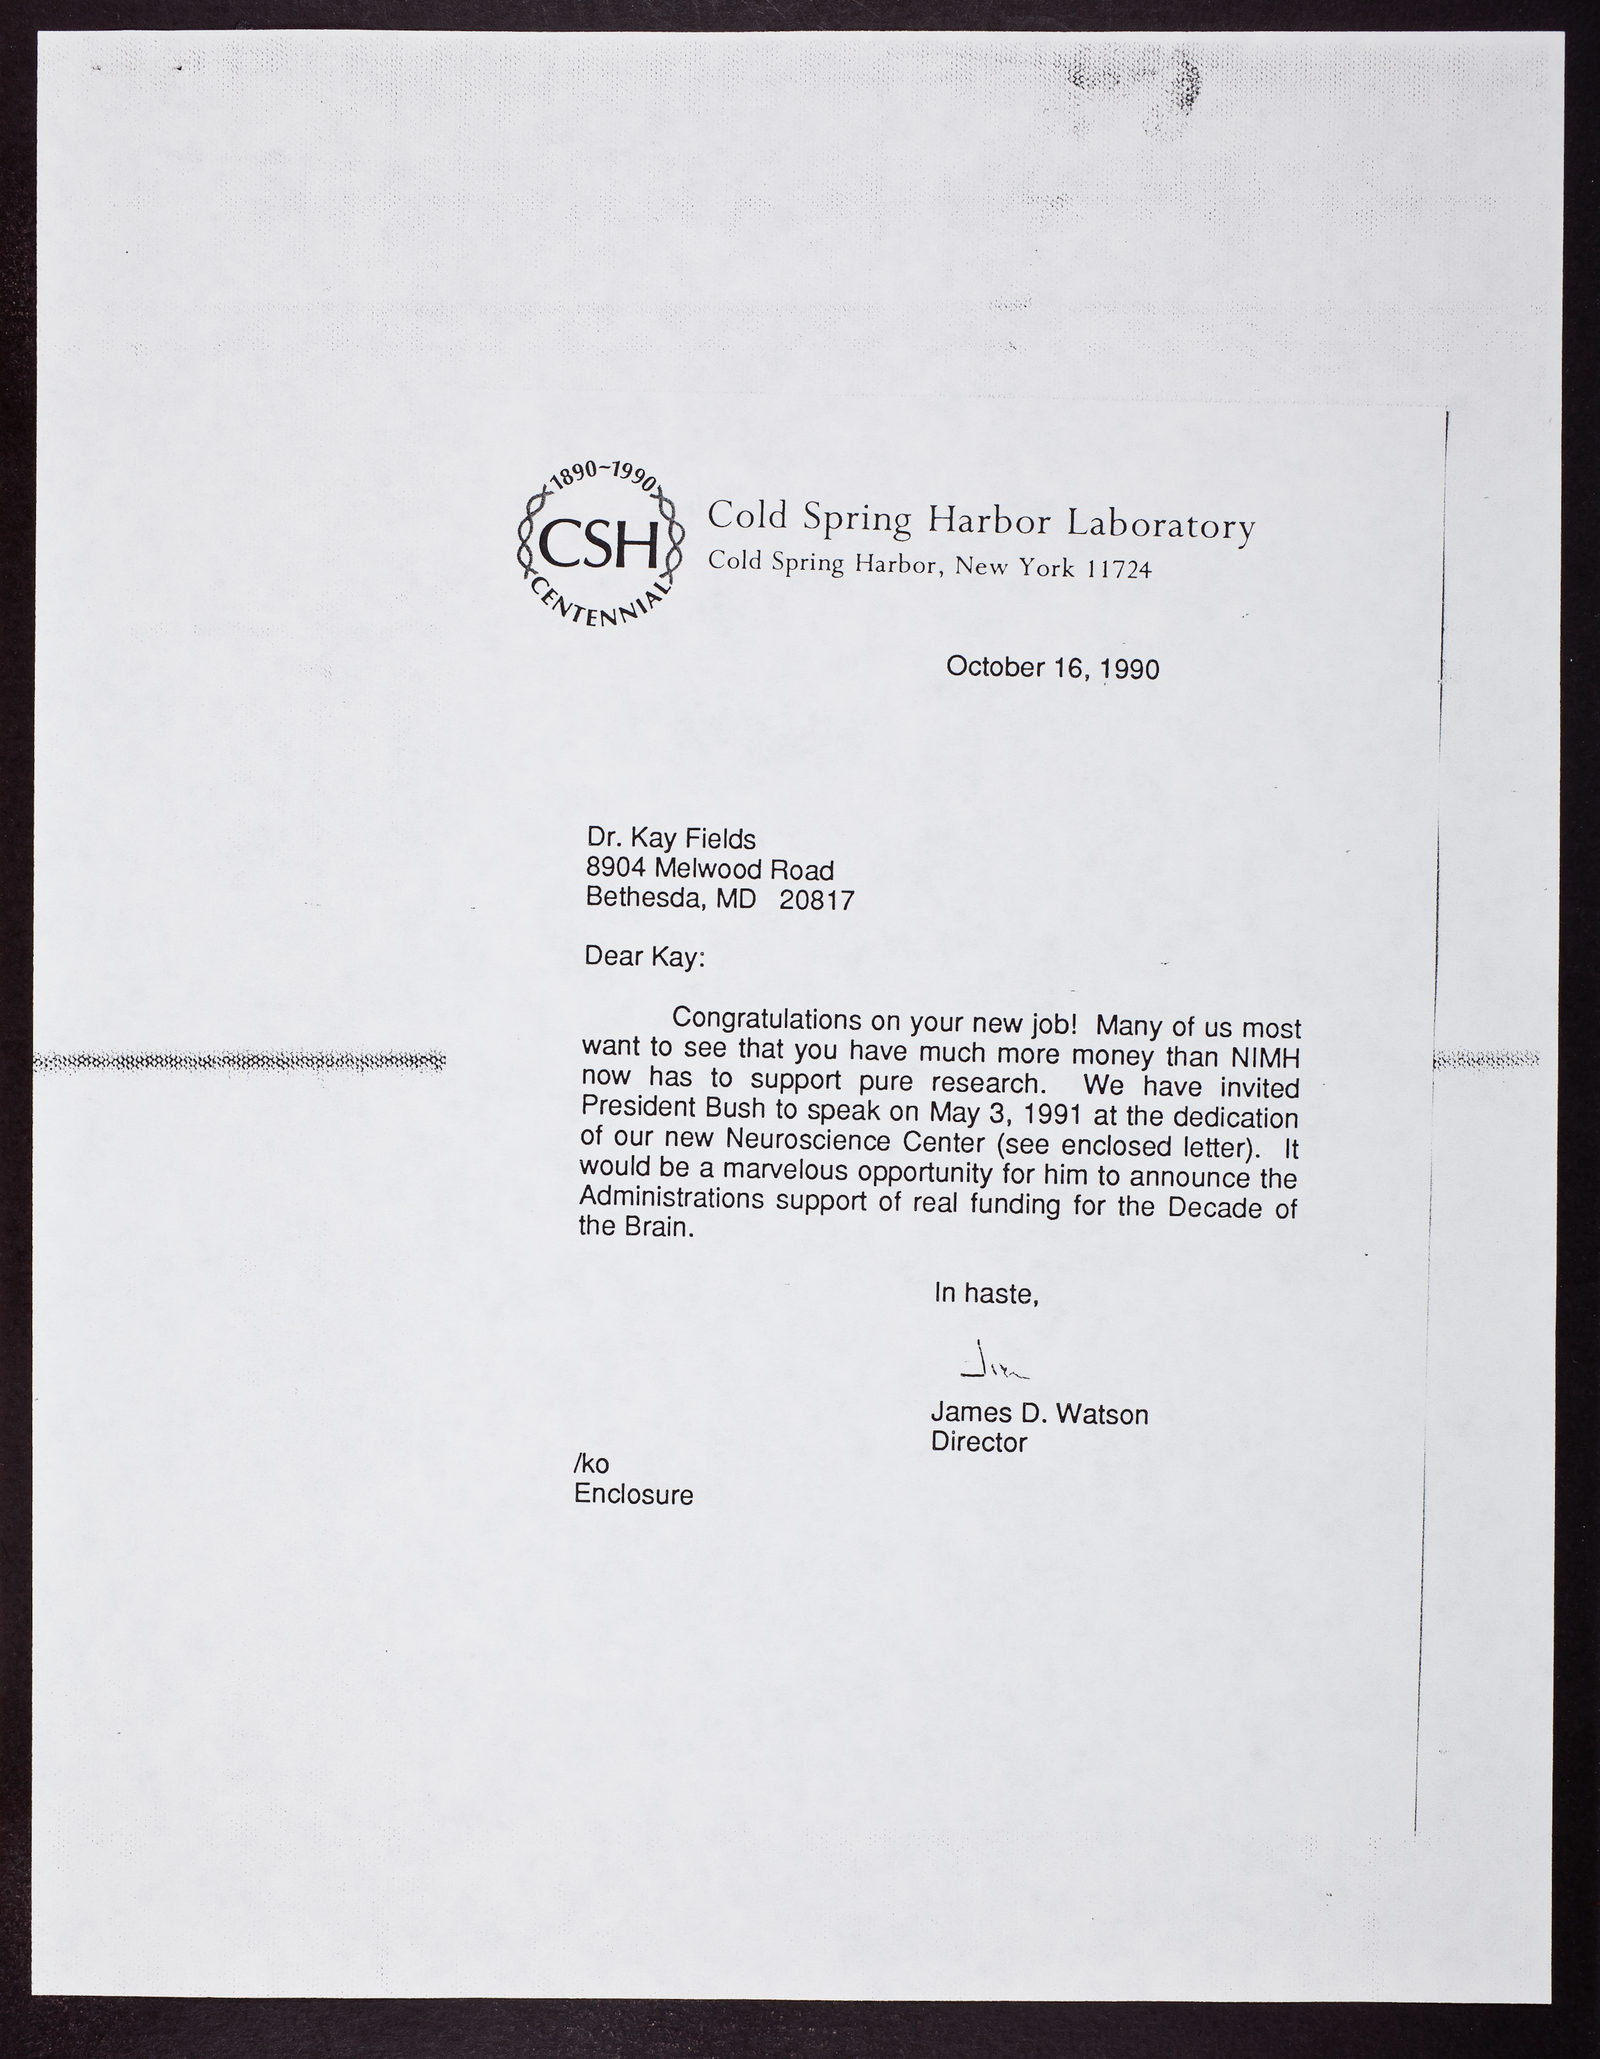 1890~1990
CSH
CENTENNIAL
Cold Spring Harbor Laboratory
Cold Spring Harbor, New York 11724
October 16, 1990
Dr. Kay Fields
8904 Melwood Road
Bethesda, MD 20817
Dear Kay:
Congratulations on your new job! Many of us most
want to see that you have much more money than NIMH
now has to support pure research. We have invited
President Bush to speak on May 3, 1991 at the dedication
of our new Neuroscience Center (see enclosed letter). It
would be a marvelous opportunity for him to announce the
Administrations support of real funding for the Decade of
the Brain.
In haste,
Jim
James D. Watson
Director
/ko
Enclosure